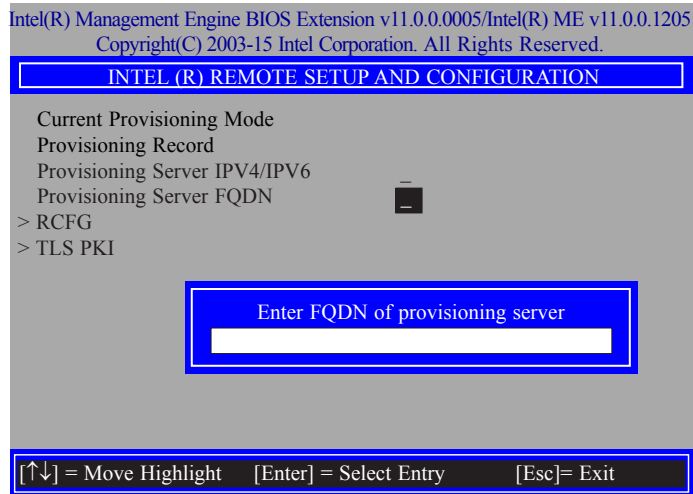 Intel(R) Management Engine BIOS Extension v11.0.0.0005/Intel(R) ME v11.0.0.1205
Copyright(C) 2003-15 Intel Corporation. All Rights Reserved.
INTEL (R) REMOTE SETUP AND CONFIGURATION
Current Provisioning Mode
Provisioning Record
Provisioning Server IPV4/IPV6 _
Provisioning Server FQDN _
> RCFG
> TLS PKI
Enter FQDN of provisioning server
[↑↓] = Move Highlight [Enter] = Select Entry [Esc]= Exit